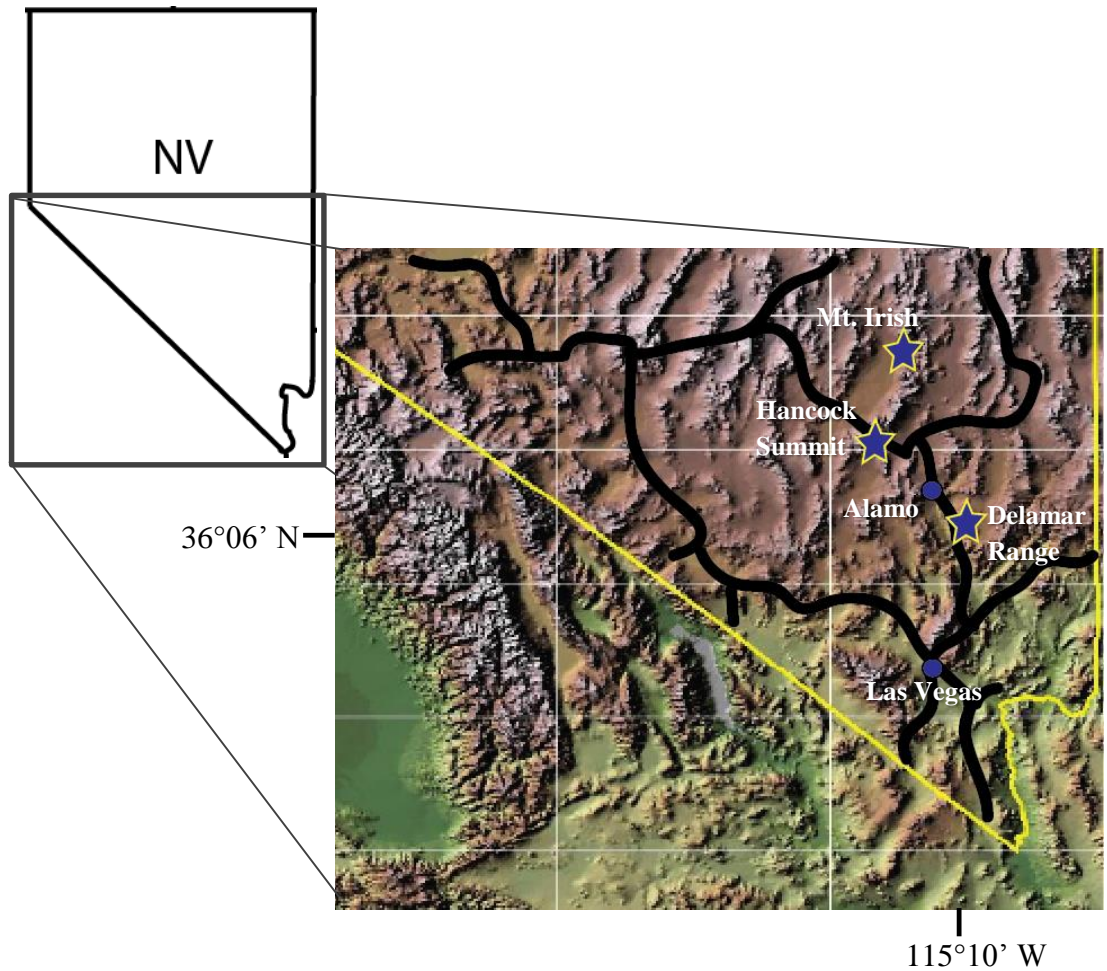 NV
Mt. Irish
Hancock
Summit
Alamo
Delamar
Range
36°06’ N
Las Vegas
115°10’ W